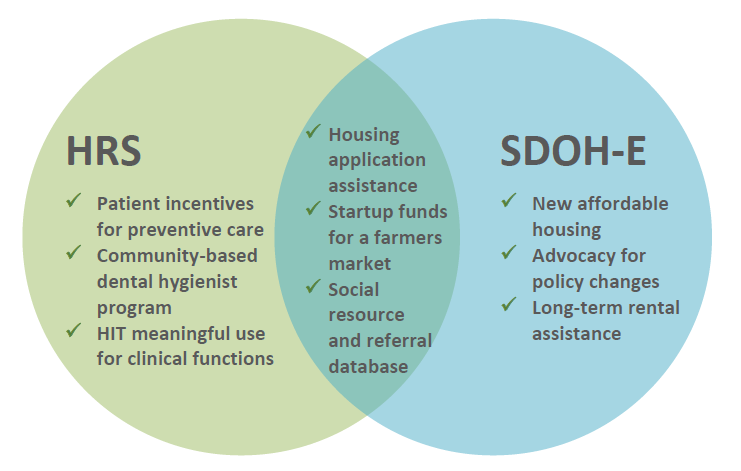 HRS
✓ Patient incentives
for preventive care
✓ Community-based
dental hygienist
program
✓ HIT meaningful use
for clinical functions
✓ Housing
application
assistance
✓ Startup funds
for a farmers
market
✓ Social
resource
and referral
database
SDOH-E
✓ New affordable
housing
✓ Advocacy for
policy changes
✓ Long-term rental
assistance